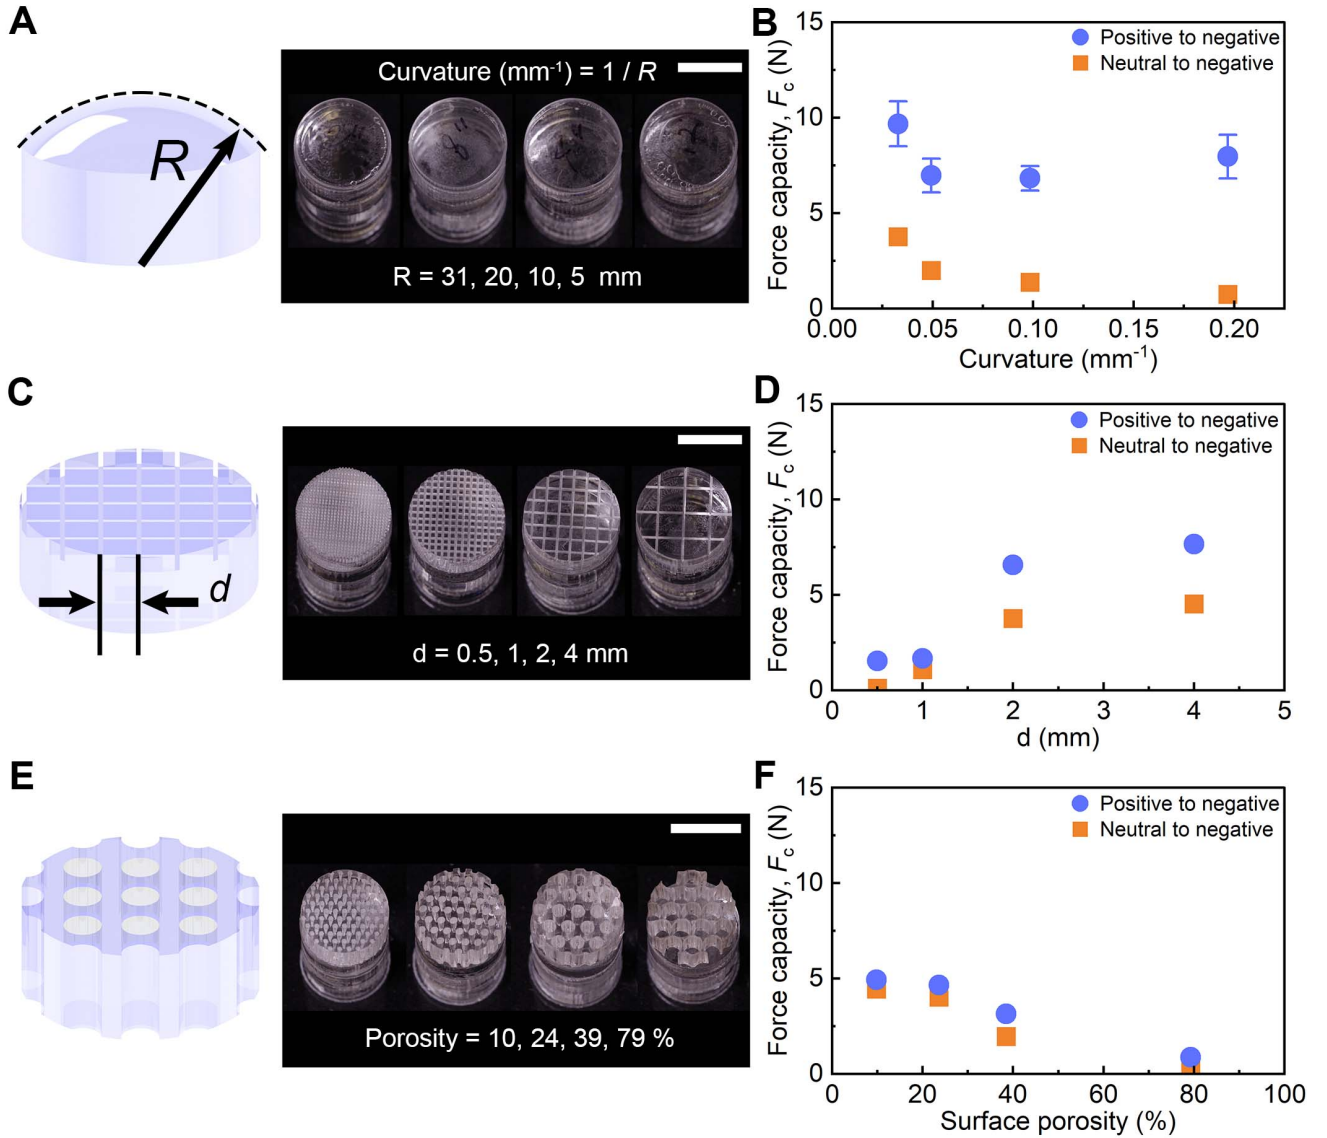 A
R
Curvature (mm⁻¹) = 1 / R
R = 31, 20, 10, 5 mm
B
Force capacity, Fc (N)
15
10
5
0
Positive to negative
Neutral to negative
0.00 0.05 0.10 0.15 0.20
Curvature (mm⁻¹)
C
d
d = 0.5, 1, 2, 4 mm
D
Force capacity, Fc (N)
15
10
5
0
Positive to negative
Neutral to negative
0 1 2 3 4 5
d (mm)
E
Porosity = 10, 24, 39, 79 %
F
Force capacity, Fc (N)
15
10
5
0
Positive to negative
Neutral to negative
0 20 40 60 80 100
Surface porosity (%)